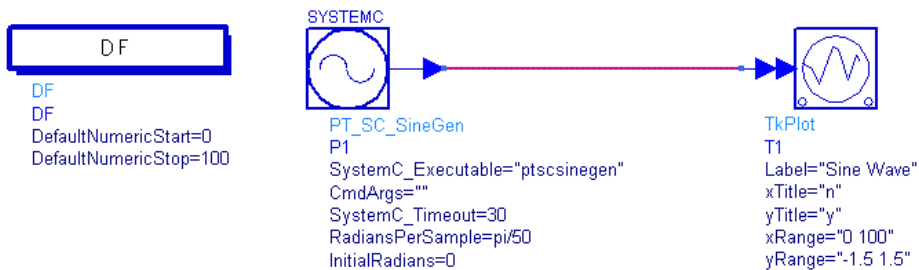 DF
DF
DF
DefaultNumericStart=0
DefaultNumericStop=100
SYSTEMC
PT_SC_SineGen
P1
SystemC_Executable="ptscsinegen"
CmdArgs=""
SystemC_Timeout=30
RadiansPerSample=pi/50
InitialRadians=0
TkPlot
T1
Label="Sine Wave"
xTitle="n"
yTitle="y"
xRange="0 100"
yRange="-1.5 1.5"